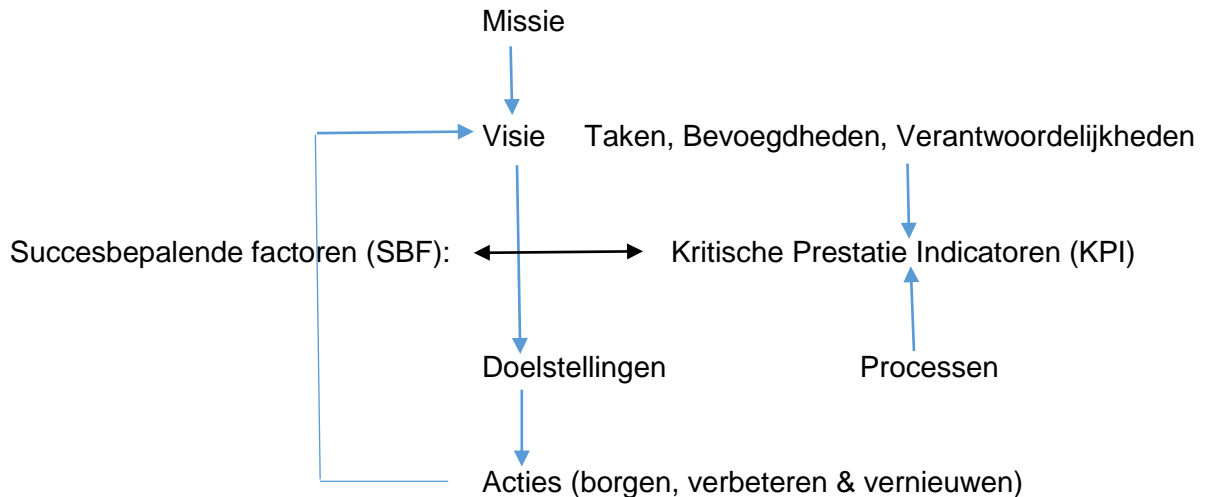 Missie
Visie Taken, Bevoegdheden, Verantwoordelijkheden
Succesbepalende factoren (SBF): Kritische Prestatie Indicatoren (KPI)
Doelstellingen Processen
Acties (borgen, verbeteren & vernieuwen)